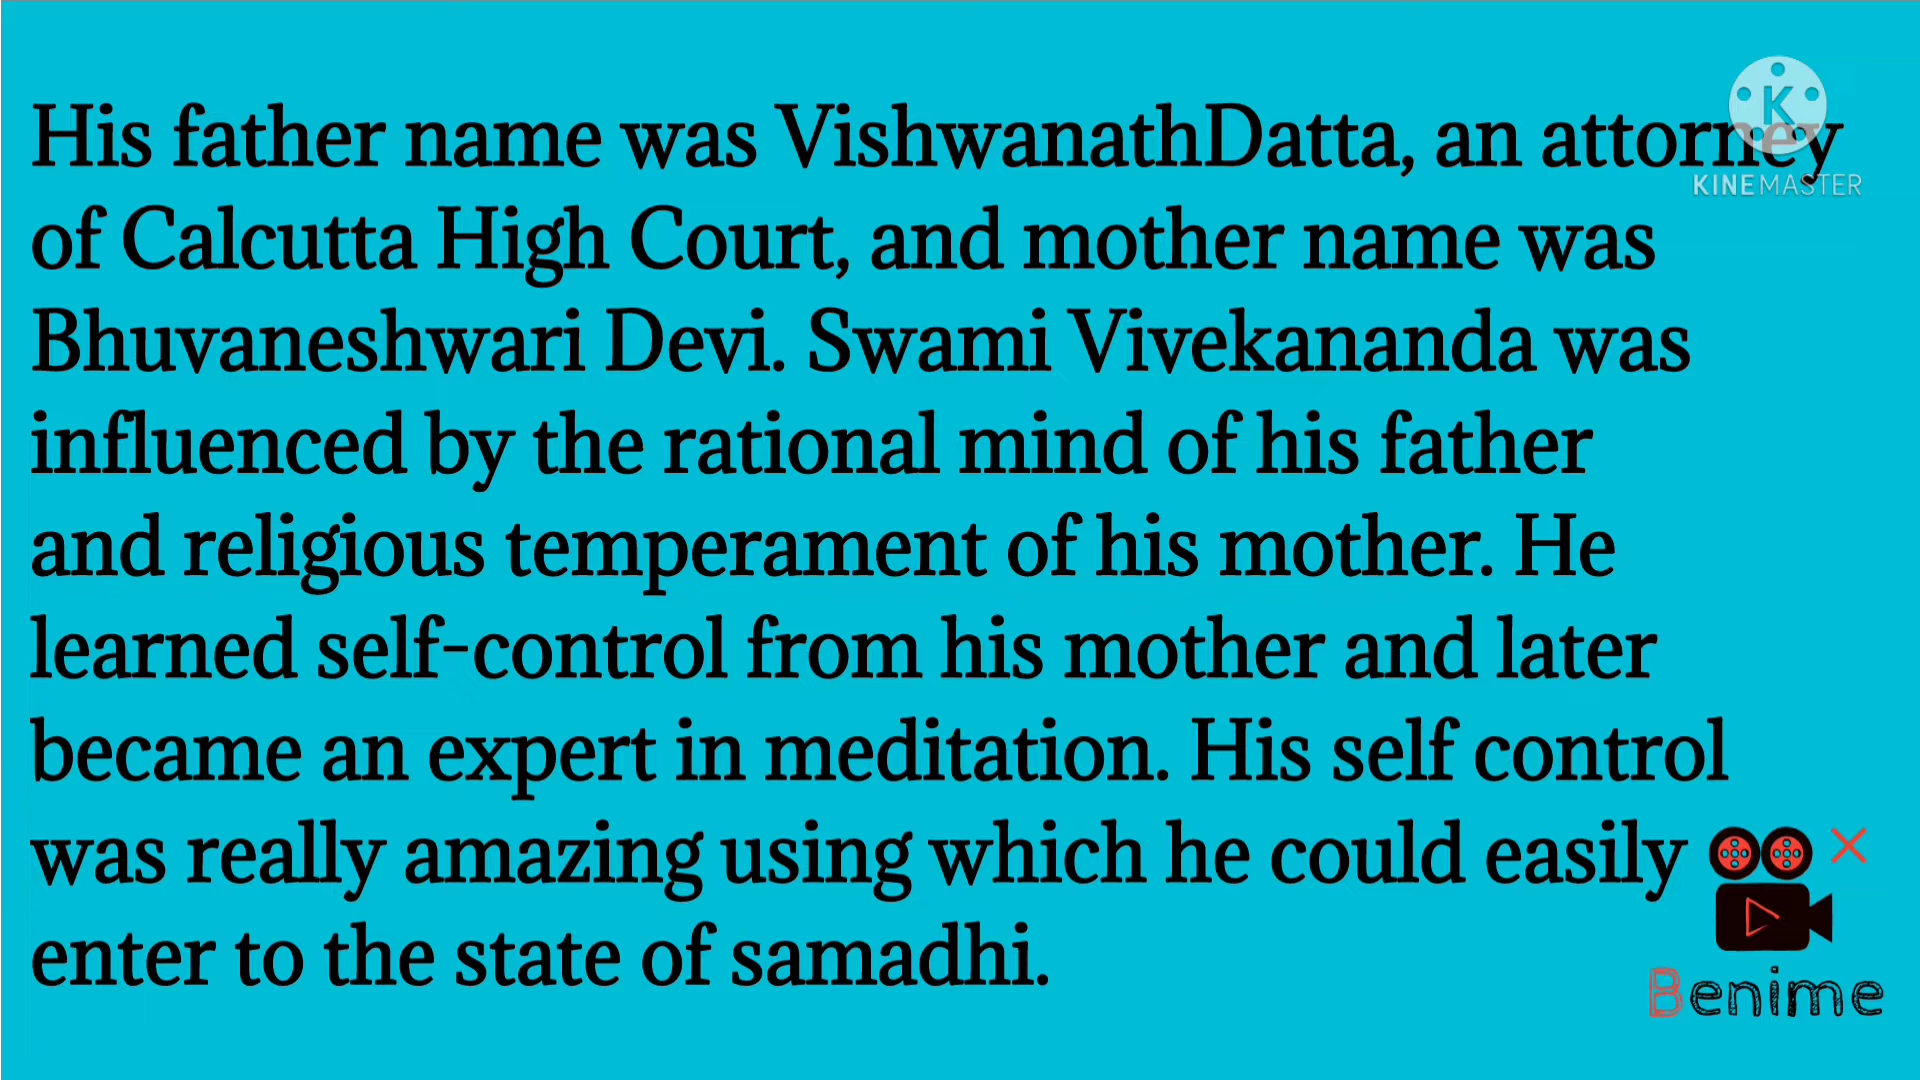 His father name was VishwanathDatta, an attorney
KINEMASTER
of Calcutta High Court, and mother name was
Bhuvaneshwari Devi. Swami Vivekananda was
influenced by the rational mind of his father
and religious temperament of his mother. He
learned self-control from his mother and later
became an expert in meditation. His self control
was really amazing using which he could easily
enter to the state of samadhi.
Benime